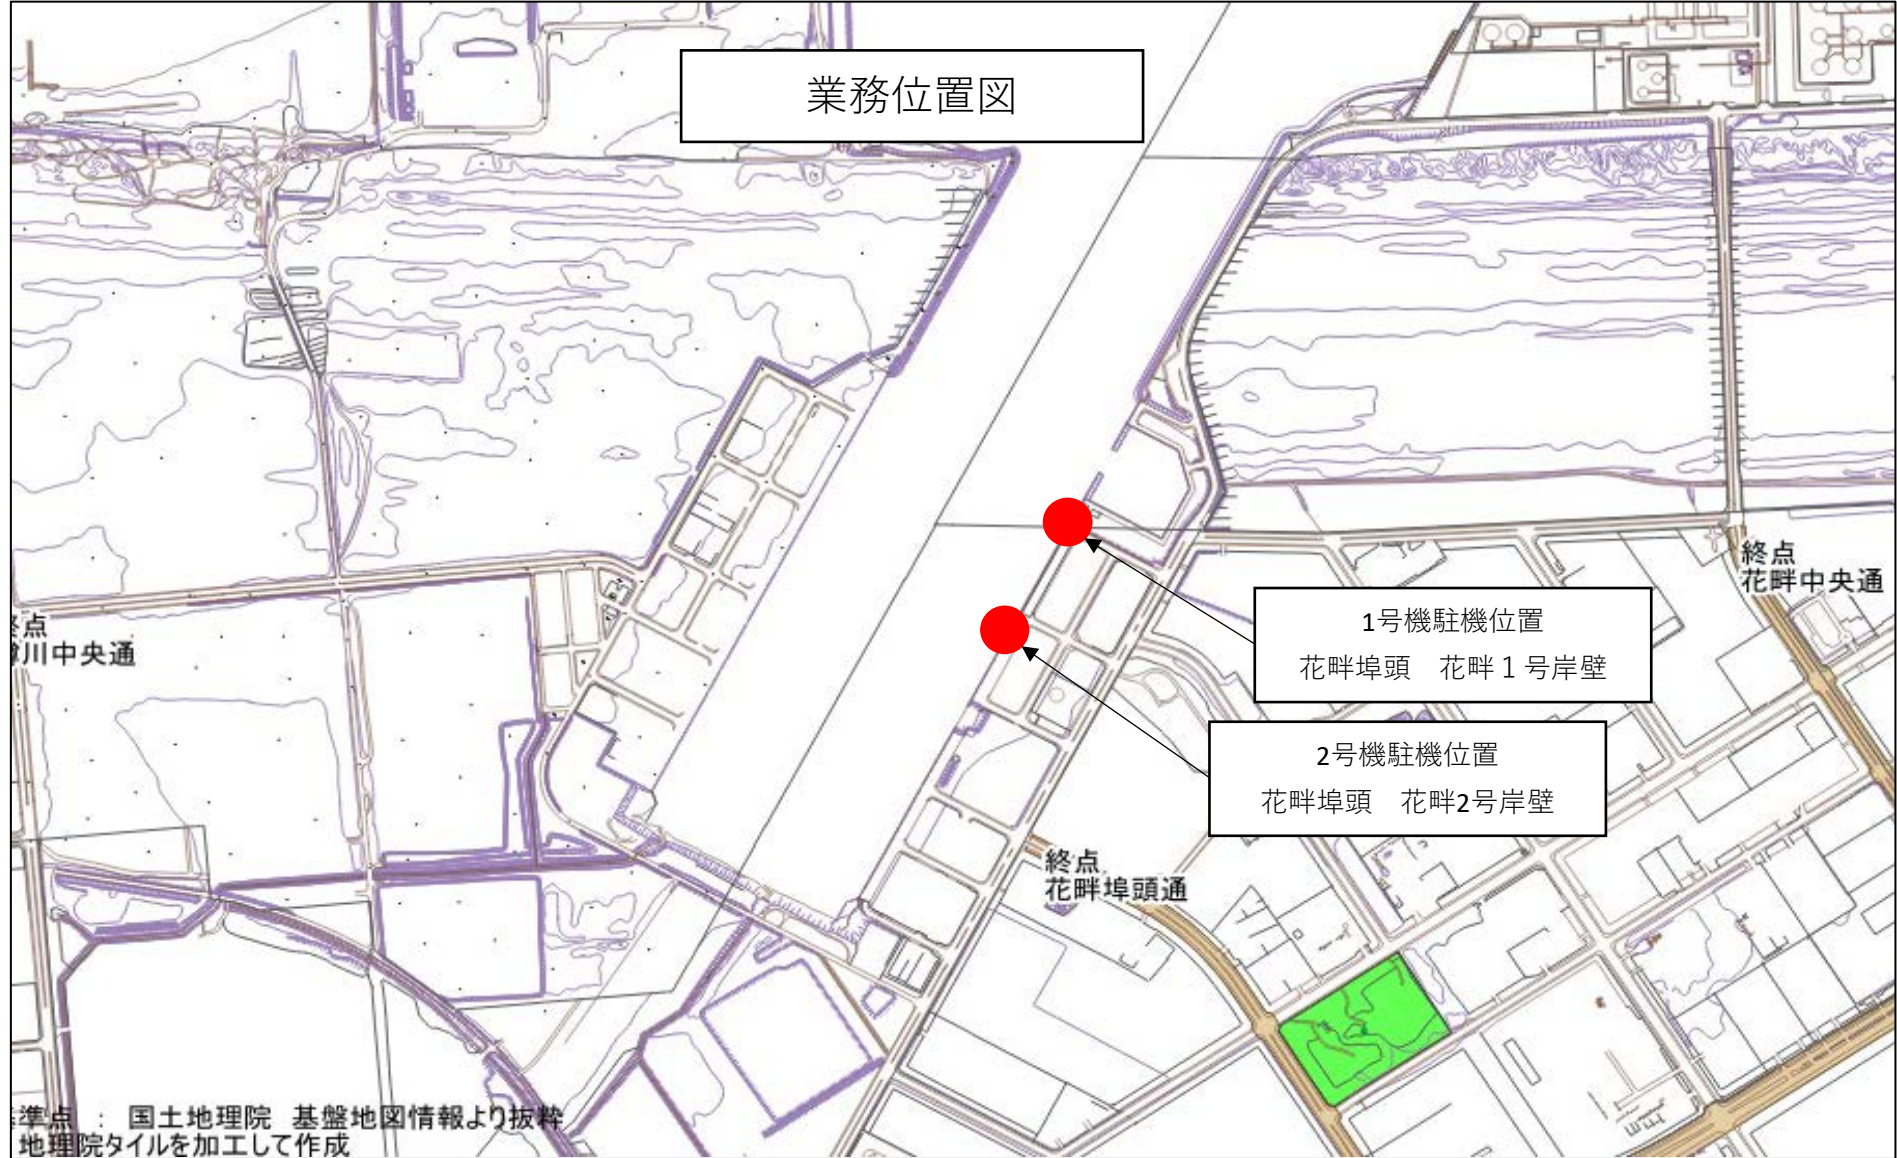 業務位置図
終点
花畔中央通
1号機駐機位置
花畔埠頭　花畔１号岸壁
点
川中央通
2号機駐機位置
花畔埠頭　花畔2号岸壁
終点
花畔埠頭通
準点 ： 国土地理院 基盤地図情報より抜粋
地理院タイルを加工して作成